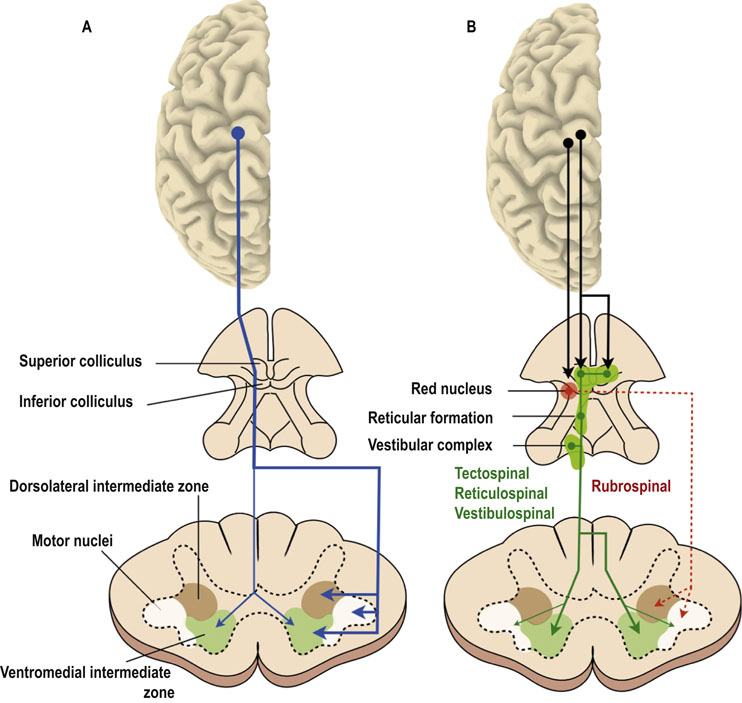 A
Superior colliculus
Inferior colliculus
Dorsolateral intermediate zone
Motor nuclei
Ventromedial intermediate
zone
B
Red nucleus
Reticular formation
Vestibular complex
Tectospinal
Reticulospinal
Vestibulospinal
Rubrospinal